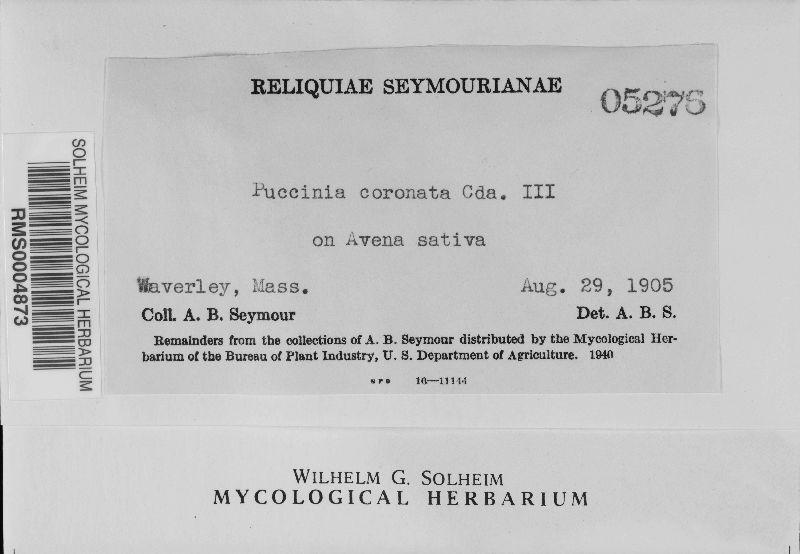 RELIQUIAE SEYMOURIANAE
05276
Puccinia coronata Cda. III
on Avena sativa
Waverley, Mass. Aug. 29, 1905
Coll. A. B. Seymour Det. A. B. S.
Remainders from the collections of A. B. Seymour distributed by the Mycological Her-
barium of the Bureau of Plant Industry, U. S. Department of Agriculture. 1940
GPO 16—11144
SOLHEIM MYCOLOGICAL HERBARIUM
RMS0004873
WILHELM G. SOLHEIM
MYCOLOGICAL HERBARIUM